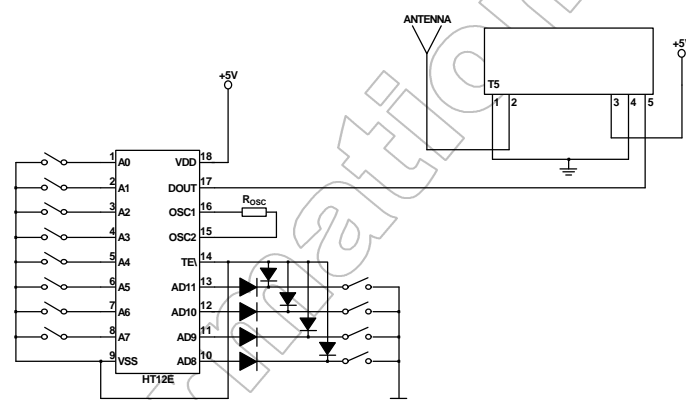 ANTENNA
+5V
T5
1 2 3 4 5
+5V
1 A0 VDD 18
2 A1 DOUT 17
3 A2 OSC1 16
ROSC
4 A3 OSC2 15
5 A4 TE\ 14
6 A5 AD11 13
7 A6 AD10 12
8 A7 AD9 11
9 VSS AD8 10
HT12E